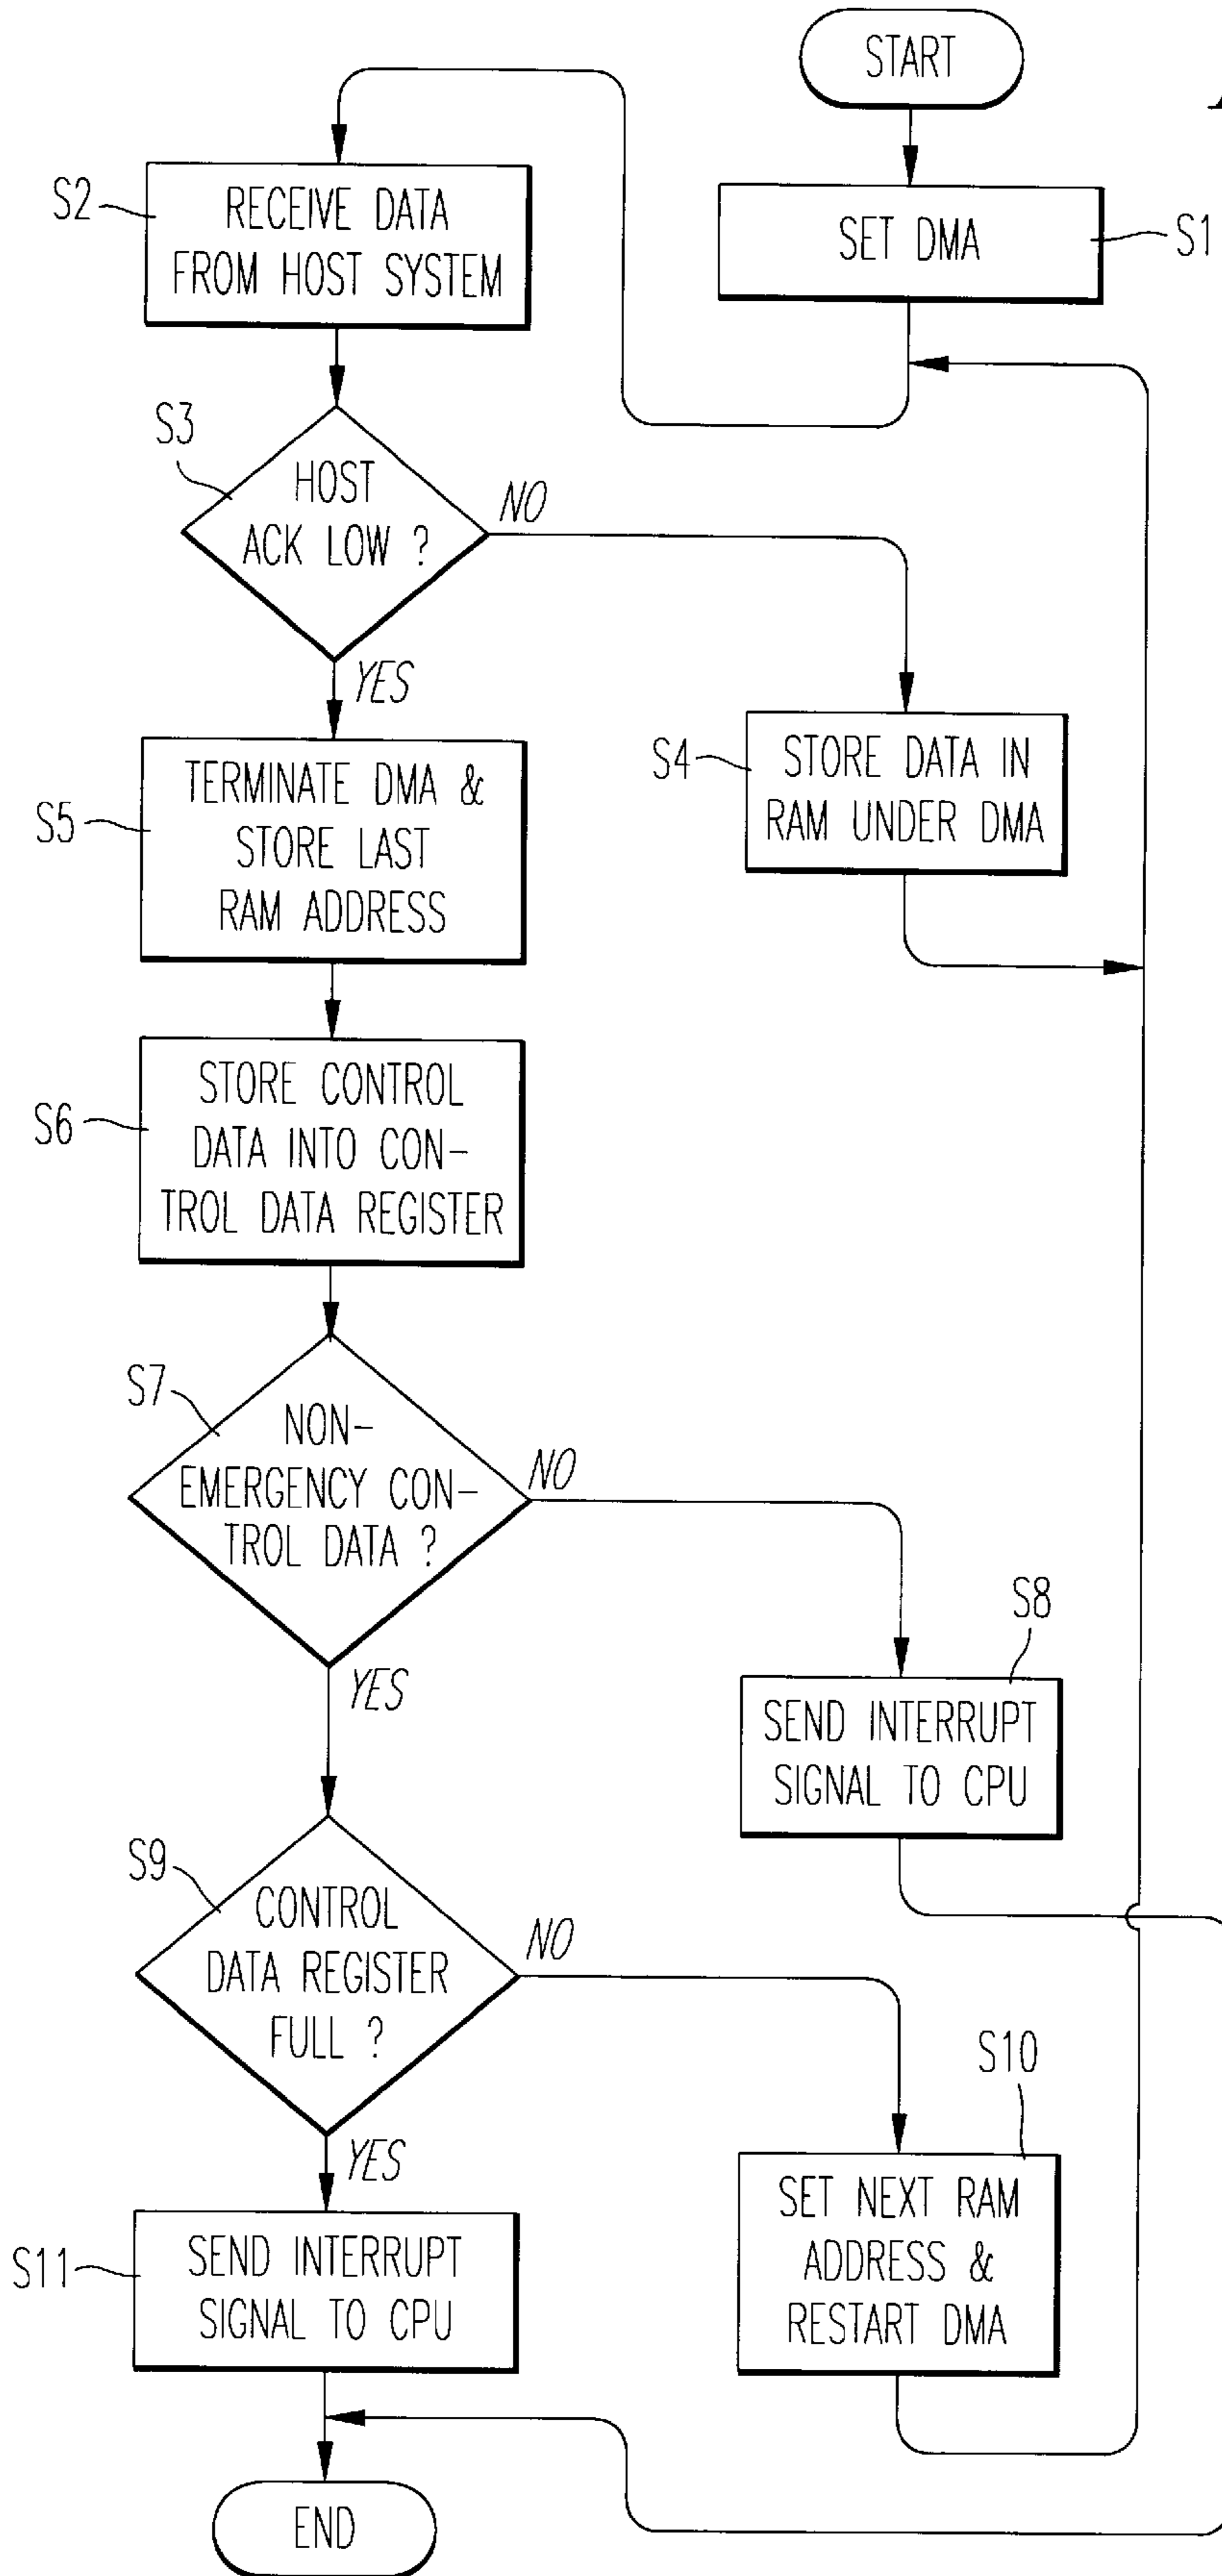 START
SET DMA
S1
S2
RECEIVE DATA
FROM HOST SYSTEM
S3
HOST
ACK LOW ?
NO
YES
S4
STORE DATA IN
RAM UNDER DMA
S5
TERMINATE DMA &
STORE LAST
RAM ADDRESS
S6
STORE CONTROL
DATA INTO CON-
TROL DATA REGISTER
S7
NON-
EMERGENCY CON-
TROL DATA ?
NO
YES
S8
SEND INTERRUPT
SIGNAL TO CPU
S9
CONTROL
DATA REGISTER
FULL ?
NO
YES
S10
SET NEXT RAM
ADDRESS &
RESTART DMA
S11
SEND INTERRUPT
SIGNAL TO CPU
END